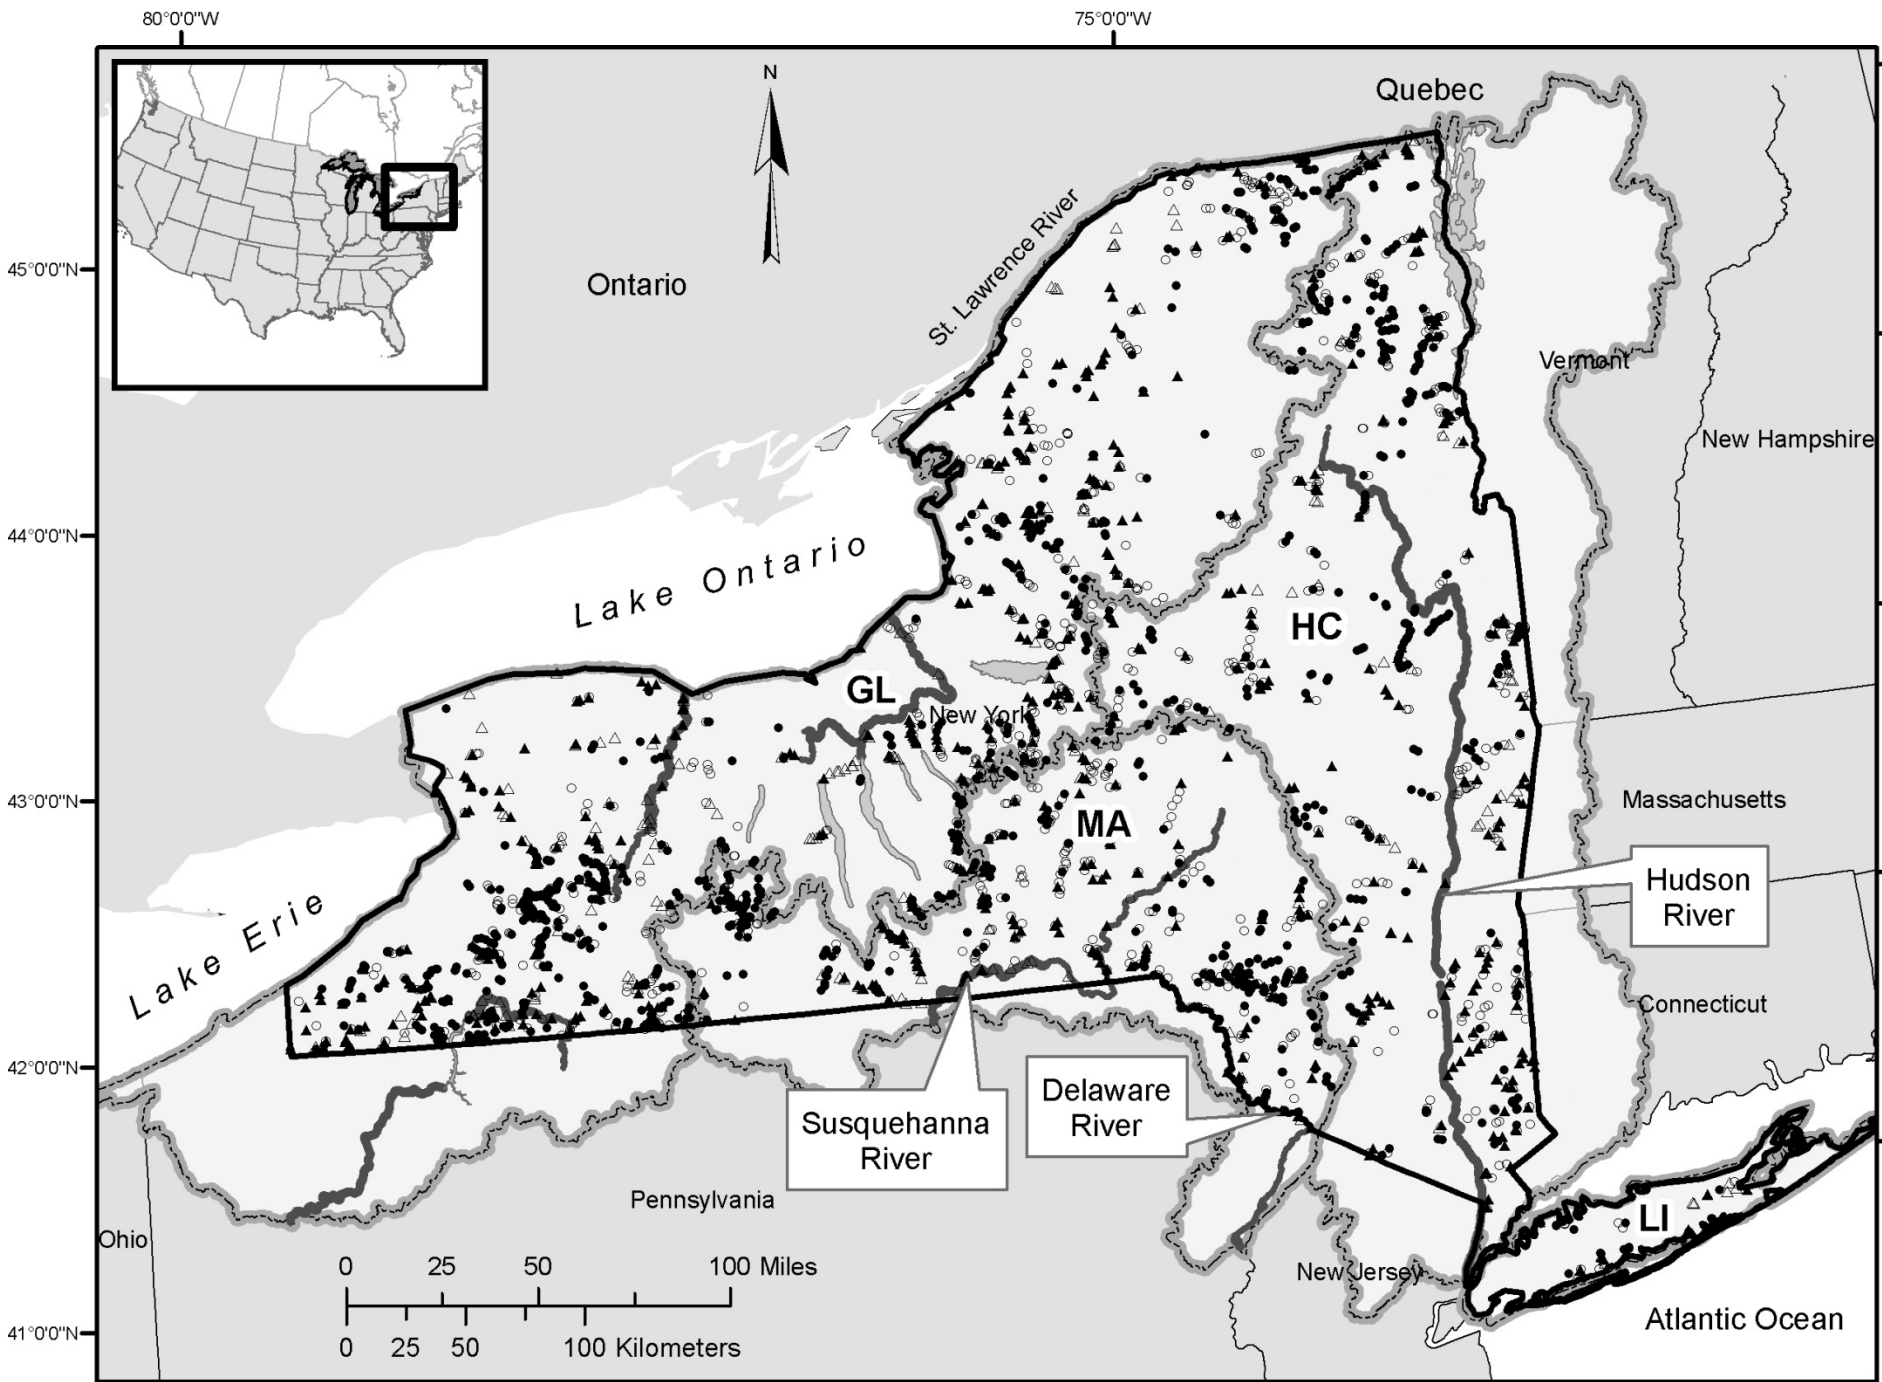 80°0'0"W
75°0'0"W
N
Quebec
Ontario
St. Lawrence River
45°0'0"N
Vermont
New Hampshire
44°0'0"N
Lake Ontario
HC
GL
New York
43°0'0"N
Massachusetts
MA
Hudson
River
Lake Erie
Connecticut
42°0'0"N
Delaware
River
Susquehanna
River
Pennsylvania
LI
Ohio
New Jersey
0 25 50 100 Miles
Atlantic Ocean
41°0'0"N
0 25 50 100 Kilometers